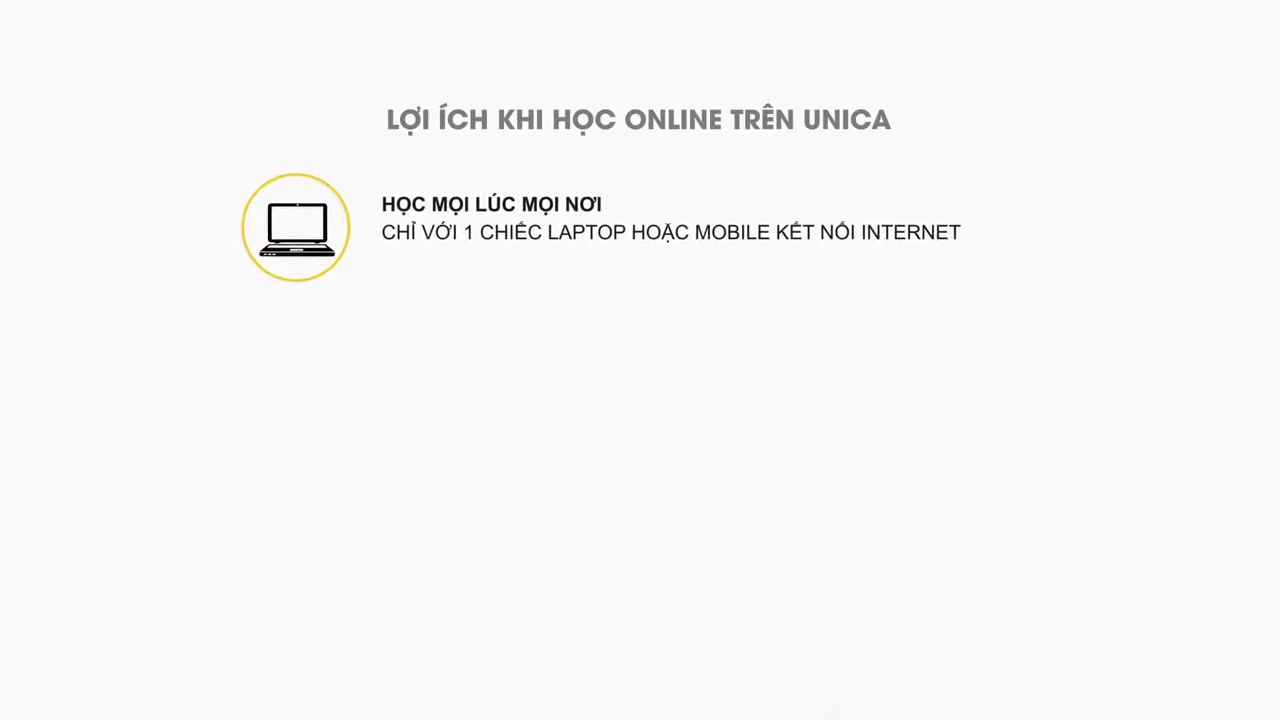 LỢI ÍCH KHI HỌC ONLINE TRÊN UNICA
HỌC MỌI LÚC MỌI NƠI
CHỈ VỚI 1 CHIẾC LAPTOP HOẶC MOBILE KẾT NỐI INTERNET